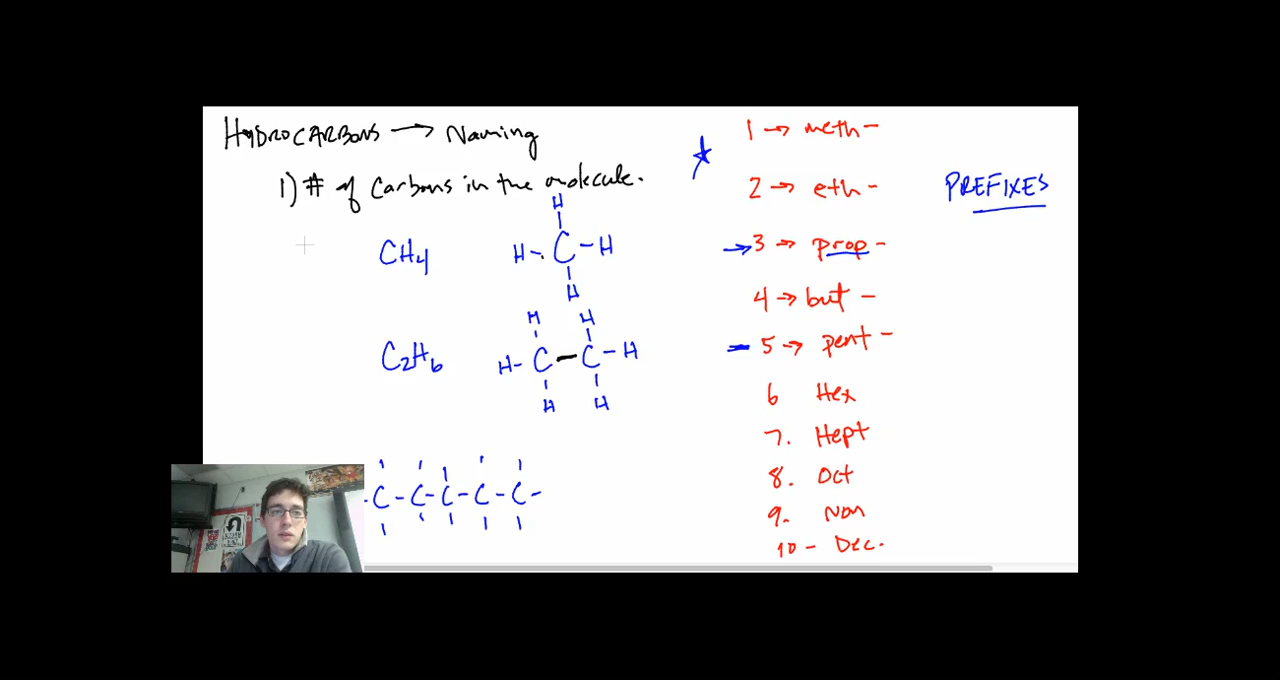 HYDROCARBONS → Naming
1) # of Carbons in the molecule.
CH4
H
H - C - H
H
C2H6
H H
H - C - C - H
H H
- C - C - C - C - C -
PREFIXES
1 → meth -
2 → eth -
3 → prop -
4 → but -
5 → pent -
6 Hex
7. Hept
8. Oct
9. Non
10 - Dec.